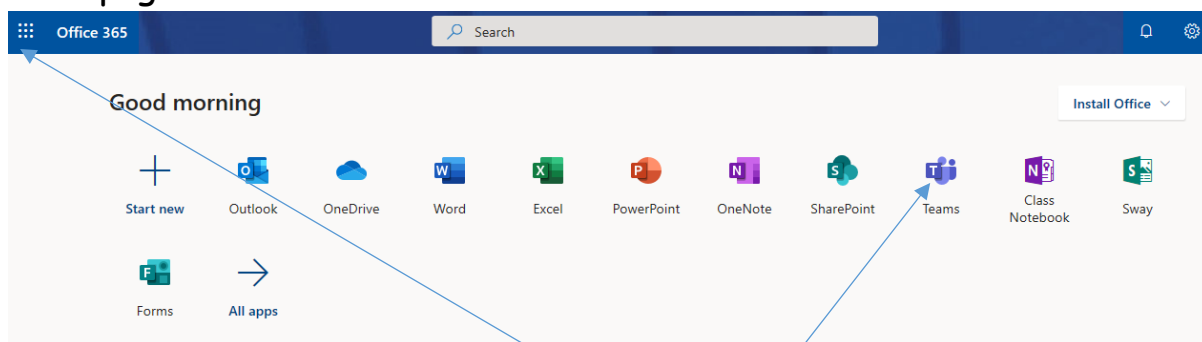 Office 365
Search
Good morning
Install Office
Start new
Outlook
OneDrive
Word
Excel
PowerPoint
OneNote
SharePoint
Teams
Class
Notebook
Sway
Forms
All apps